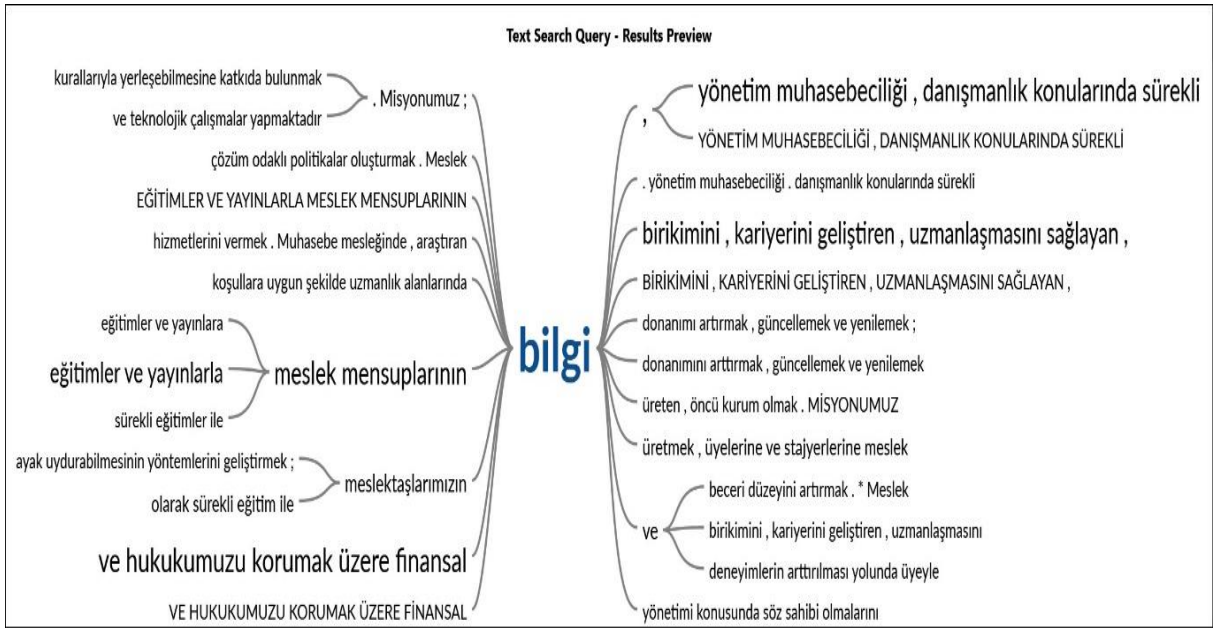 Text Search Query - Results Preview
kurallarıyla yerleşebilmesine katkıda bulunmak
. Misyonumuz ;
ve teknolojik çalışmalar yapmaktadır
çözüm odaklı politikalar oluşturmak . Meslek
EĞİTİMLER VE YAYINLARLA MESLEK MENSUPLARININ
hizmetlerini vermek . Muhasebe mesleğinde , araştıran
koşullara uygun şekilde uzmanlık alanlarında
eğitimler ve yayınlara
eğitimler ve yayınlarla
meslek mensuplarının
sürekli eğitimler ile
ayak uydurabilmesinin yöntemlerini geliştirmek ;
meslektaşlarımızın
olarak sürekli eğitim ile
ve hukukumuzu korumak üzere finansal
VE HUKUKUMUZU KORUMAK ÜZERE FİNANSAL
bilgi
,
yönetim muhasebeciliği , danışmanlık konularında sürekli
YÖNETİM MUHASEBECİLİĞİ , DANIŞMANLIK KONULARINDA SÜREKLİ
. yönetim muhasebeciliği . danışmanlık konularında sürekli
birikimini , kariyerini geliştiren , uzmanlaşmasını sağlayan ,
BİRİKİMİNİ , KARİYERİNİ GELİŞTİREN , UZMANLAŞMASINI SAĞLAYAN ,
donanımı artırmak , güncellemek ve yenilemek ;
donanımını arttırmak , güncellemek ve yenilemek
üreten , öncü kurum olmak . MİSYONUMUZ
üretmek , üyelerine ve stajyerlerine meslek
ve
beceri düzeyini artırmak . * Meslek
birikimini , kariyerini geliştiren , uzmanlaşmasını
deneyimlerin arttırılması yolunda üyeyle
yönetimi konusunda söz sahibi olmalarını